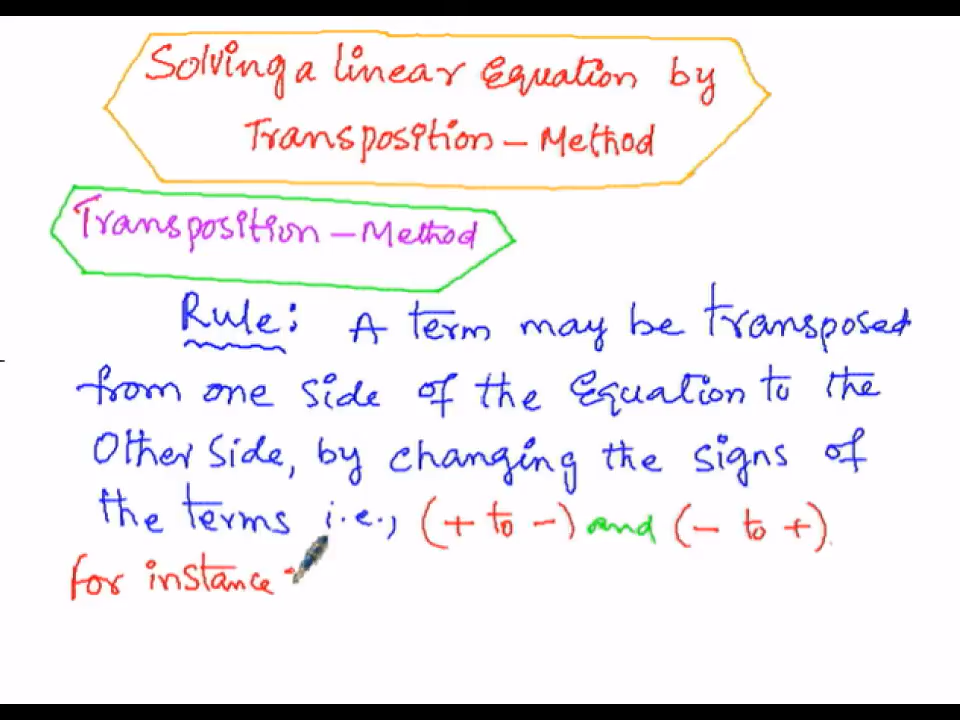 Solving a linear Equation by
Transposition - Method
Transposition - Method
Rule: A term may be transposed
from one side of the Equation to the
Other side, by changing the signs of
the terms i.e., (+ to -) and (- to +).
for instance -